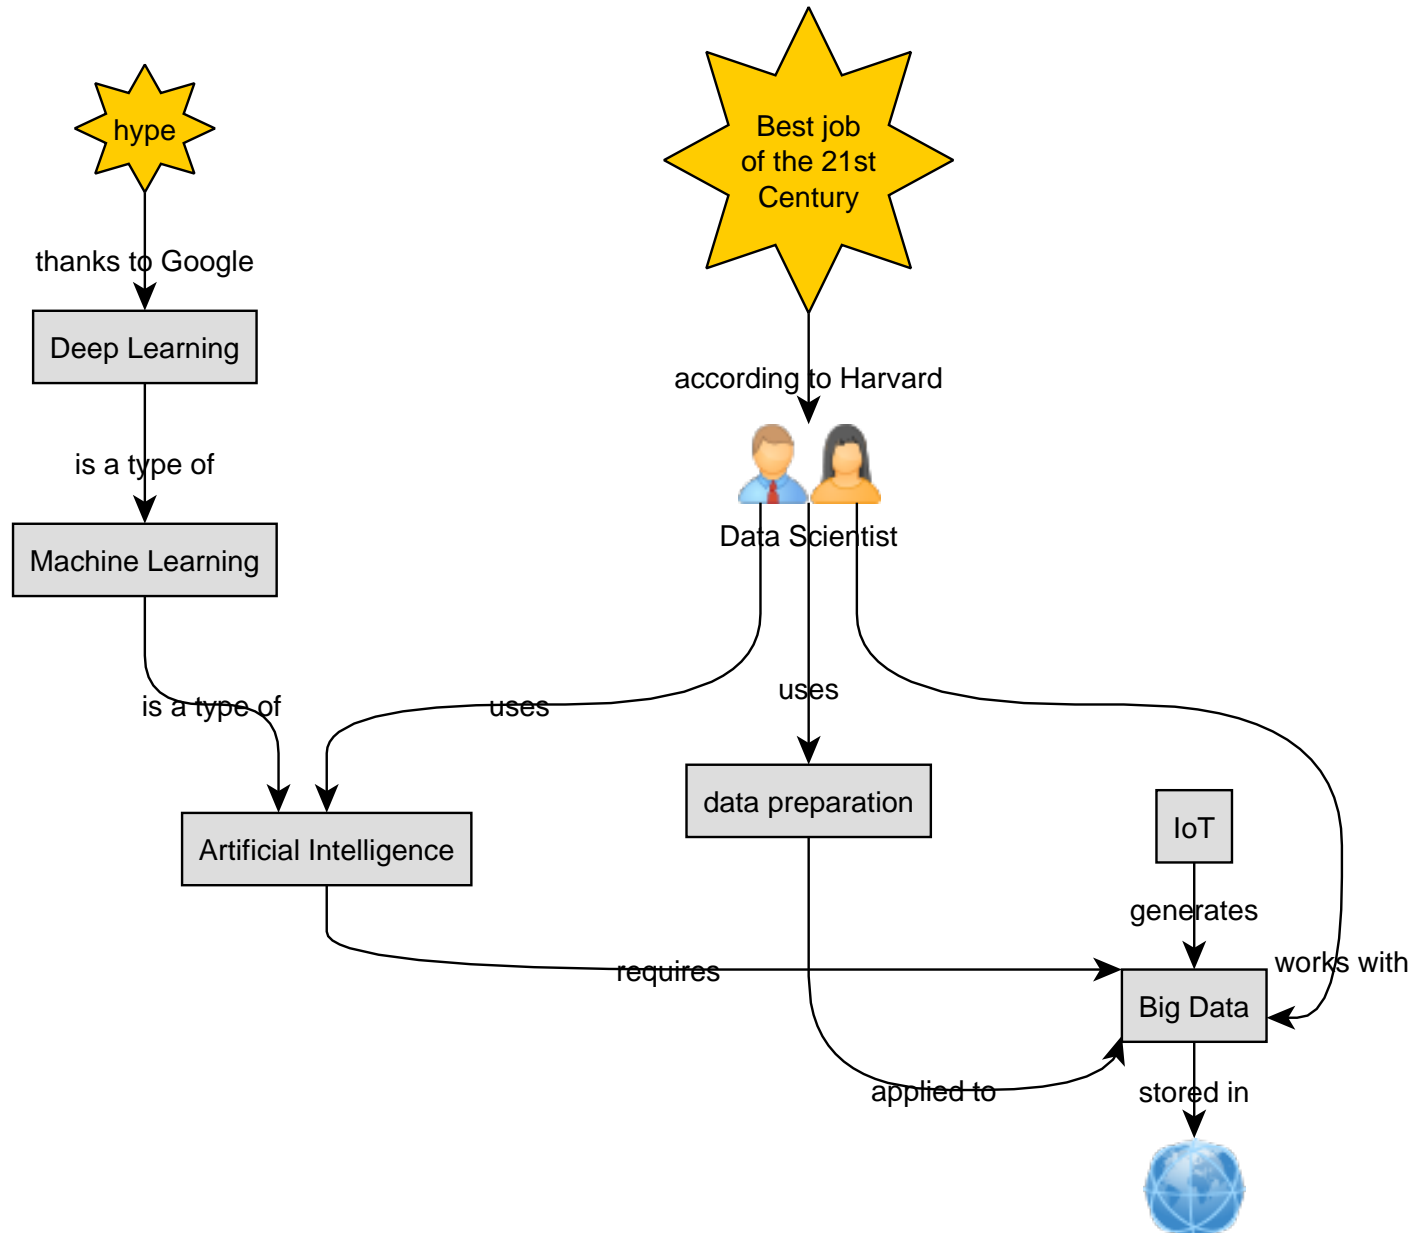 hype
Best job
of the 21st
Century
thanks to Google
Deep Learning
according to Harvard
is a type of
Data Scientist
Machine Learning
is a type of
uses
uses
data preparation
IoT
Artificial Intelligence
generates
requires
works with
Big Data
applied to
stored in